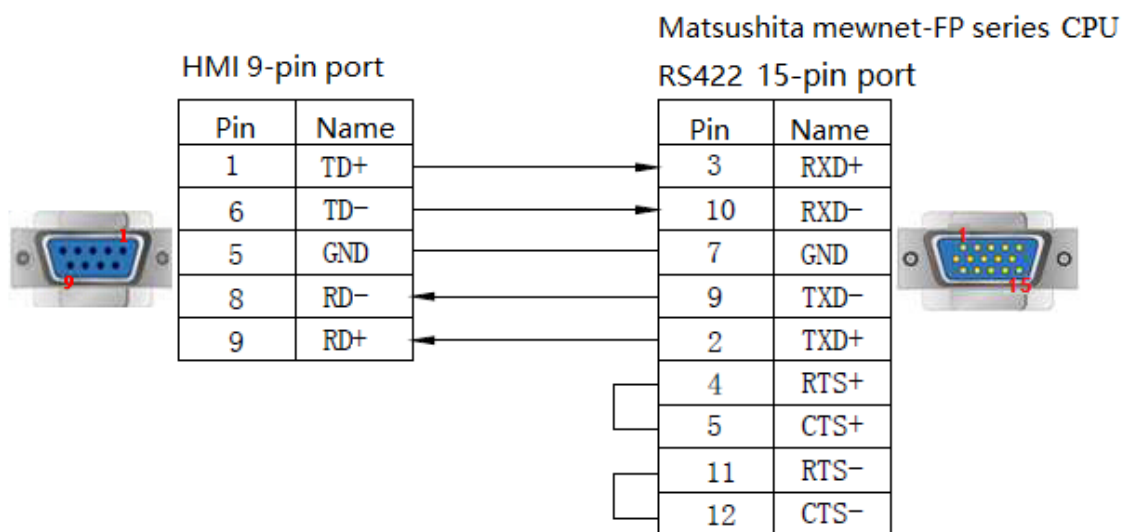 Matsushita mewnet-FP series CPU
HMI 9-pin port
RS422 15-pin port
Pin Name
1 TD+
6 TD-
5 GND
8 RD-
9 RD+
Pin Name
3 RXD+
10 RXD-
7 GND
9 TXD-
2 TXD+
4 RTS+
5 CTS+
11 RTS-
12 CTS-
1
9
1
15